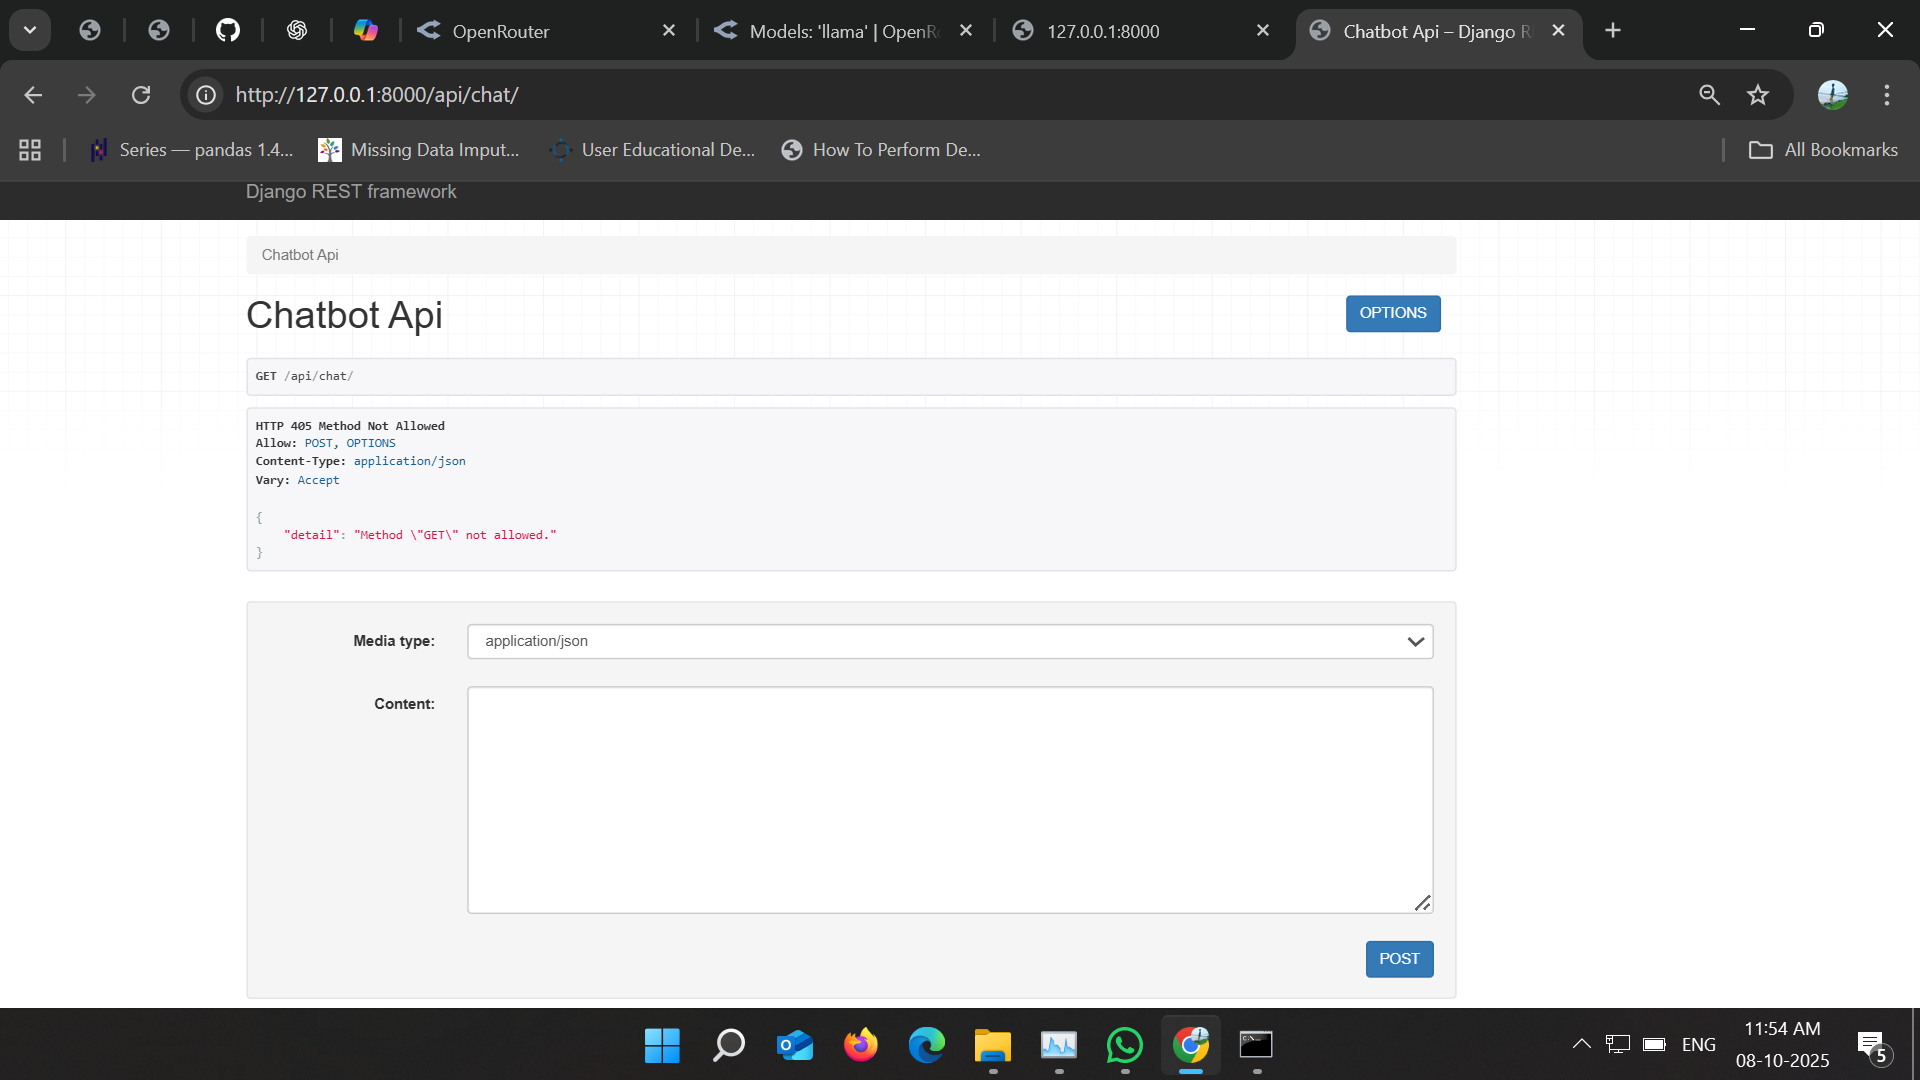 OpenRouter
Models: 'llama' | OpenR
127.0.0.1:8000
Chatbot Api – Django R
http://127.0.0.1:8000/api/chat/
Series — pandas 1.4...
Missing Data Imput...
User Educational De...
How To Perform De...
All Bookmarks
Django REST framework
Chatbot Api
Chatbot Api
OPTIONS
GET /api/chat/
HTTP 405 Method Not Allowed
Allow: POST, OPTIONS
Content-Type: application/json
Vary: Accept
{
"detail": "Method \"GET\" not allowed."
}
Media type:
application/json
Content:
POST
ENG
11:54 AM
08-10-2025
5